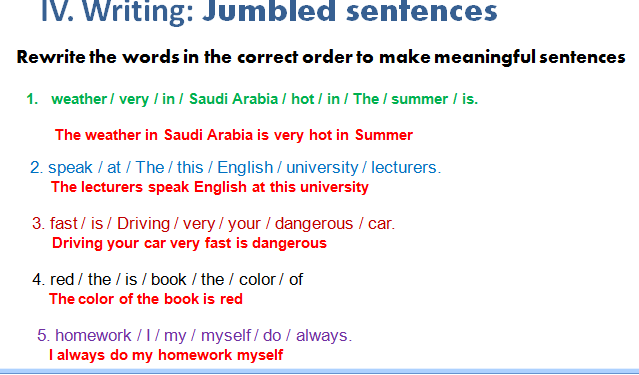 IV. Writing: Jumbled sentences
Rewrite the words in the correct order to make meaningful sentences
1. weather / very / in / Saudi Arabia / hot / in / The / summer / is.
The weather in Saudi Arabia is very hot in Summer
2. speak / at / The / this / English / university / lecturers.
The lecturers speak English at this university
3. fast / is / Driving / very / your / dangerous / car.
Driving your car very fast is dangerous
4. red / the / is / book / the / color / of
The color of the book is red
5. homework / I / my / myself / do / always.
I always do my homework myself